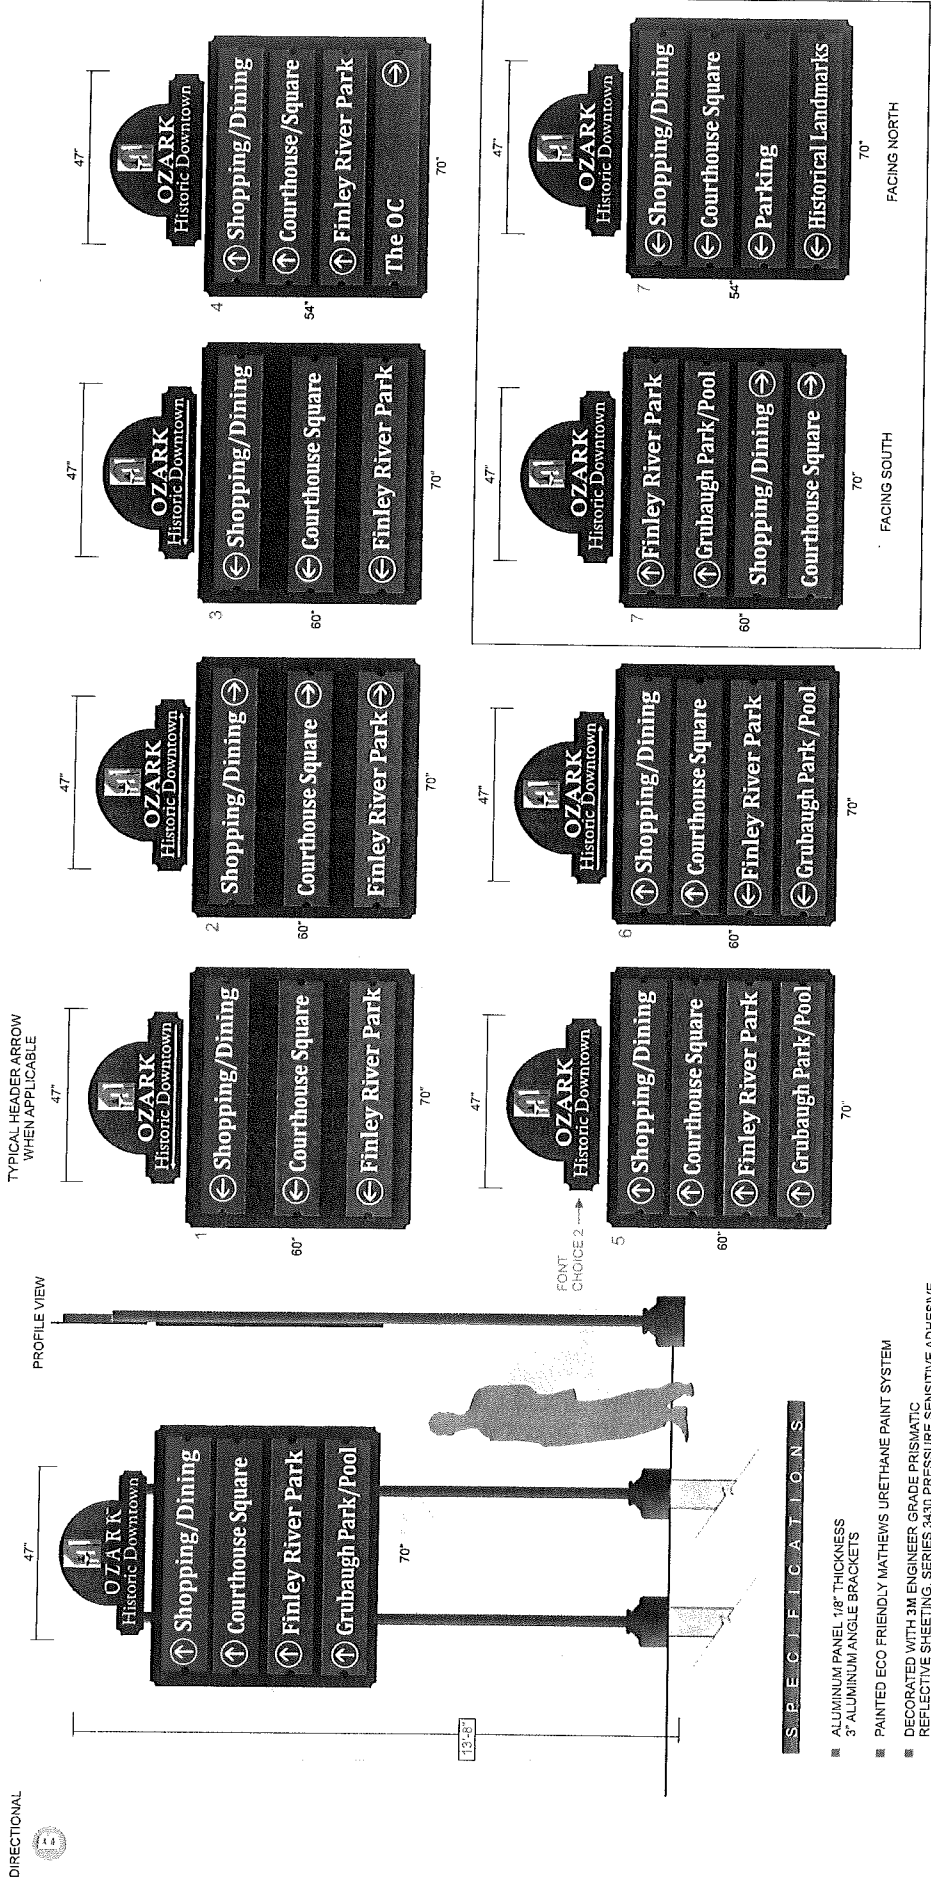 DIRECTIONAL
47"
OZARK
Historic Downtown
Shopping/Dining
Courthouse Square
Finley River Park
Grubaugh Park/Pool
70"
13'-8"
PROFILE VIEW
SPECIFICATIONS
ALUMINUM PANEL 1/8" THICKNESS
3" ALUMINUM ANGLE BRACKETS
PAINTED ECO FRIENDLY MATHEWS URETHANE PAINT SYSTEM
DECORATED WITH 3M ENGINEER GRADE PRISMATIC
REFLECTIVE SHEETING, SERIES 3430 PRESSURE SENSITIVE ADHESIVE
TYPICAL HEADER ARROW
WHEN APPLICABLE
47"
OZARK
Historic Downtown
1
Shopping/Dining
Courthouse Square
Finley River Park
60"
70"
47"
OZARK
Historic Downtown
2
Shopping/Dining
Courthouse Square
Finley River Park
60"
70"
47"
OZARK
Historic Downtown
3
Shopping/Dining
Courthouse Square
Finley River Park
60"
70"
47"
OZARK
Historic Downtown
4
Shopping/Dining
Courthouse/Square
Finley River Park
The OC
54"
70"
FONT
CHOICE 2
47"
OZARK
Historic Downtown
5
Shopping/Dining
Courthouse Square
Finley River Park
Grubaugh Park/Pool
60"
70"
47"
OZARK
Historic Downtown
6
Shopping/Dining
Courthouse Square
Finley River Park
Grubaugh Park /Pool
60"
70"
47"
OZARK
Historic Downtown
7
Finley River Park
Grubaugh Park/Pool
Shopping/Dining
Courthouse Square
60"
70"
FACING SOUTH
47"
OZARK
Historic Downtown
7
Shopping/Dining
Courthouse Square
Parking
Historical Landmarks
54"
70"
FACING NORTH